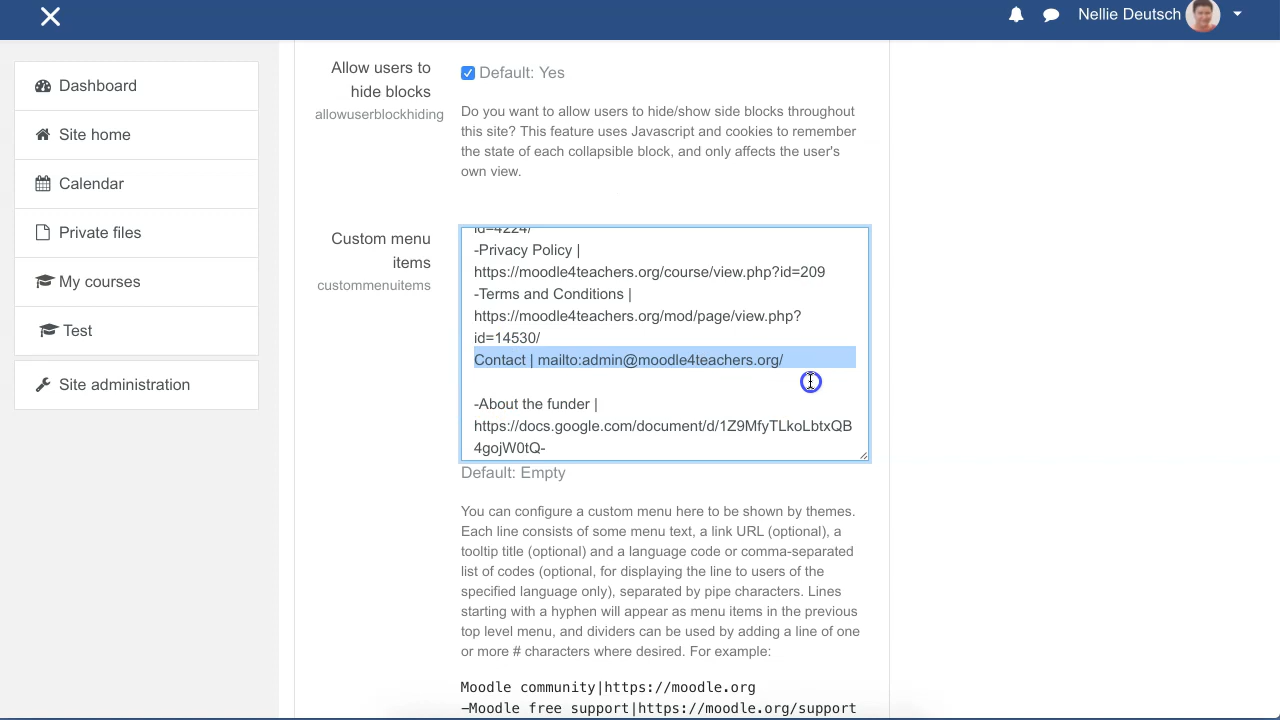 Nellie Deutsch
Dashboard
Site home
Calendar
Private files
My courses
Test
Site administration
Allow users to
hide blocks
allowuserblockhiding
Default: Yes
Do you want to allow users to hide/show side blocks throughout
this site? This feature uses Javascript and cookies to remember
the state of each collapsible block, and only affects the user's
own view.
Custom menu
items
custommenuitems
id=4224/
-Privacy Policy |
https://moodle4teachers.org/course/view.php?id=209
-Terms and Conditions |
https://moodle4teachers.org/mod/page/view.php?
id=14530/
Contact | mailto:admin@moodle4teachers.org/
-About the funder |
https://docs.google.com/document/d/1Z9MfyTLkoLbtxQB
4gojW0tQ-
Default: Empty
You can configure a custom menu here to be shown by themes.
Each line consists of some menu text, a link URL (optional), a
tooltip title (optional) and a language code or comma-separated
list of codes (optional, for displaying the line to users of the
specified language only), separated by pipe characters. Lines
starting with a hyphen will appear as menu items in the previous
top level menu, and dividers can be used by adding a line of one
or more # characters where desired. For example:
Moodle community|https://moodle.org
-Moodle free support|https://moodle.org/support